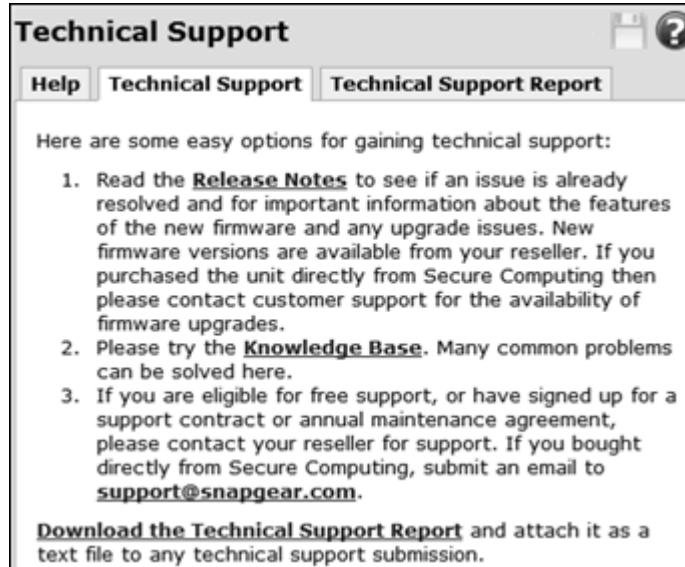 Technical Support
Help Technical Support Technical Support Report
Here are some easy options for gaining technical support:
1. Read the Release Notes to see if an issue is already
resolved and for important information about the features
of the new firmware and any upgrade issues. New
firmware versions are available from your reseller. If you
purchased the unit directly from Secure Computing then
please contact customer support for the availability of
firmware upgrades.
2. Please try the Knowledge Base. Many common problems
can be solved here.
3. If you are eligible for free support, or have signed up for a
support contract or annual maintenance agreement,
please contact your reseller for support. If you bought
directly from Secure Computing, submit an email to
support@snapgear.com.
Download the Technical Support Report and attach it as a
text file to any technical support submission.